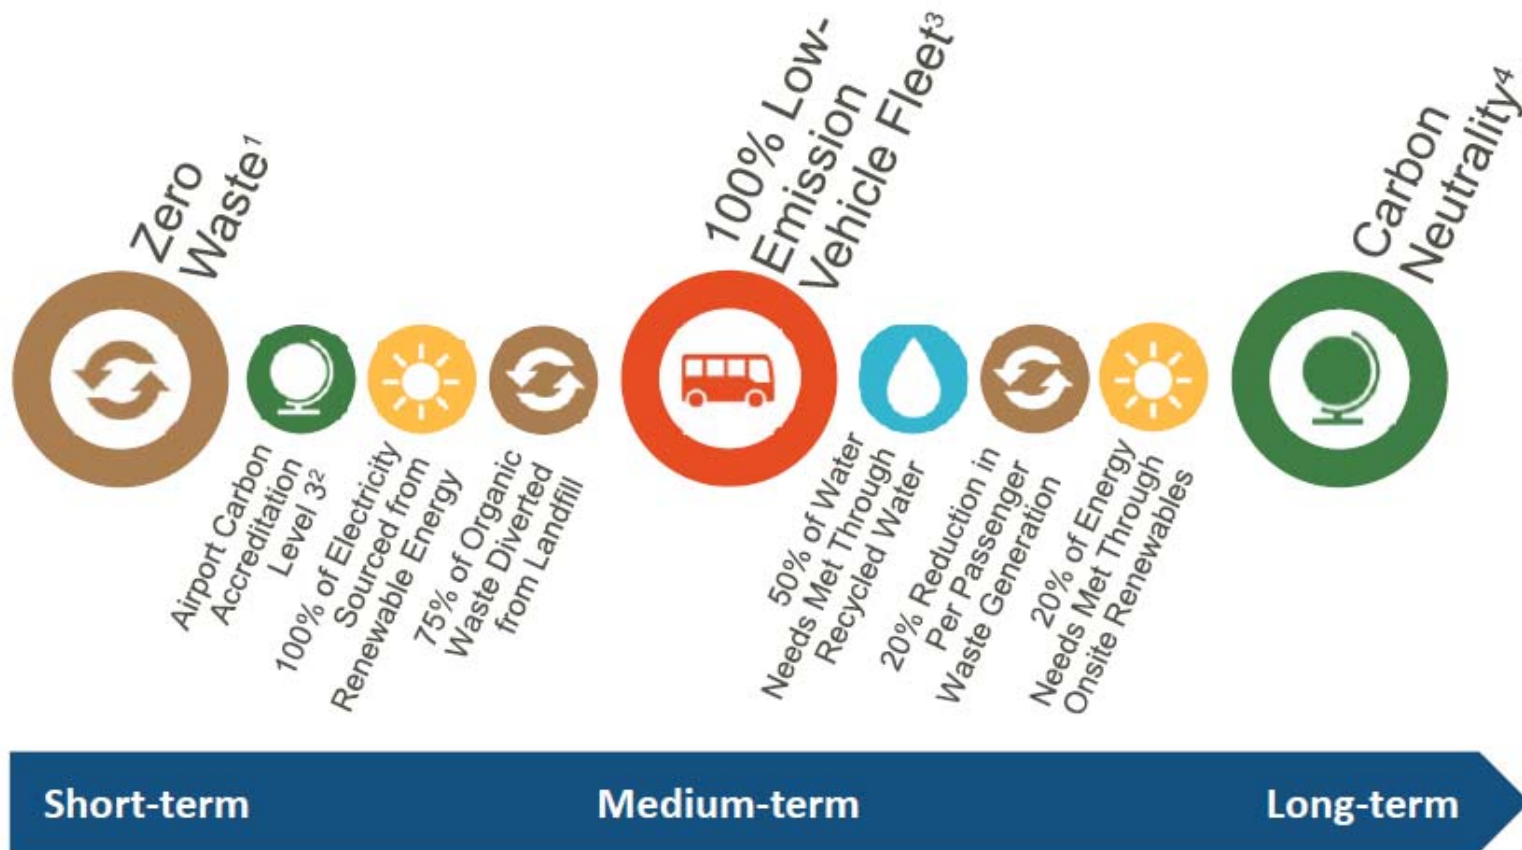 Zero
Waste¹
100% Low-
Emission
Vehicle Fleet³
Carbon
Neutrality⁴
Airport Carbon
Accreditation
Level 3²
100% of Electricity
Sourced from
Renewable Energy
75% of Organic
Waste Diverted
from Landfill
50% of Water
Needs Met Through
Recycled Water
20% Reduction in
Per Passenger
Waste Generation
20% of Energy
Needs Met Through
Onsite Renewables
Short-term
Medium-term
Long-term